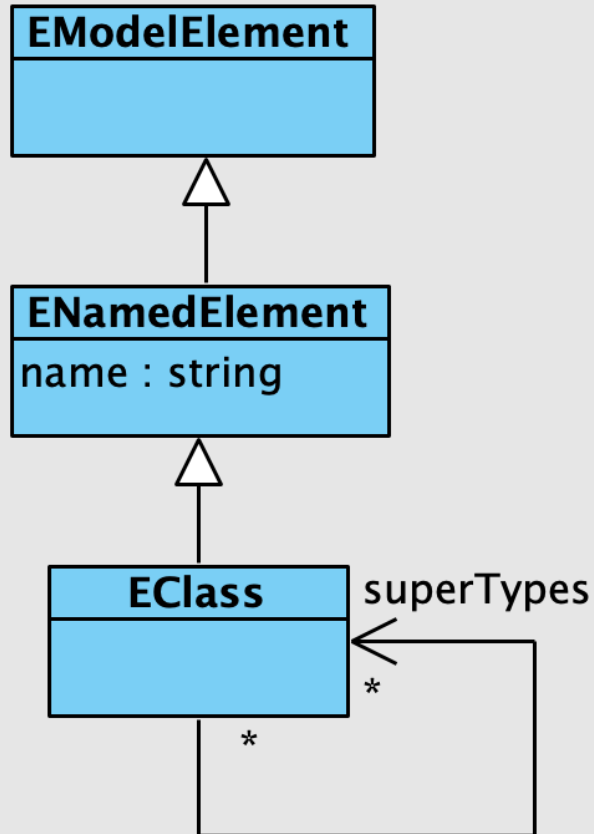 EModelElement
ENamedElement
name : string
EClass
superTypes
*
*